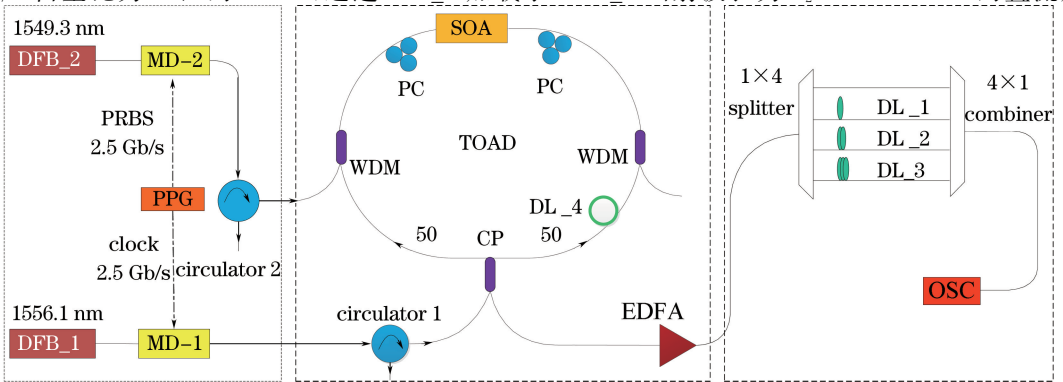 1549.3 nm
DFB_2
MD-2
PRBS
2.5 Gb/s
PPG
clock
2.5 Gb/s
circulator 2
1556.1 nm
DFB_1
MD-1
SOA
PC
PC
TOAD
WDM
WDM
DL_4
50
CP
50
circulator 1
EDFA
1×4
splitter
DL_1
DL_2
DL_3
4×1
combiner
OSC